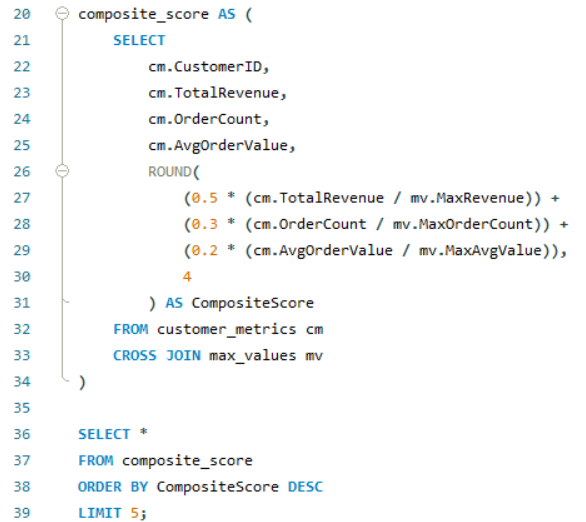 20 composite_score AS (
21 SELECT
22 cm.CustomerID,
23 cm.TotalRevenue,
24 cm.OrderCount,
25 cm.AvgOrderValue,
26 ROUND(
27 (0.5 * (cm.TotalRevenue / mv.MaxRevenue)) +
28 (0.3 * (cm.OrderCount / mv.MaxOrderCount)) +
29 (0.2 * (cm.AvgOrderValue / mv.MaxAvgValue)),
30 4
31 ) AS CompositeScore
32 FROM customer_metrics cm
33 CROSS JOIN max_values mv
34 )
35
36 SELECT *
37 FROM composite_score
38 ORDER BY CompositeScore DESC
39 LIMIT 5;